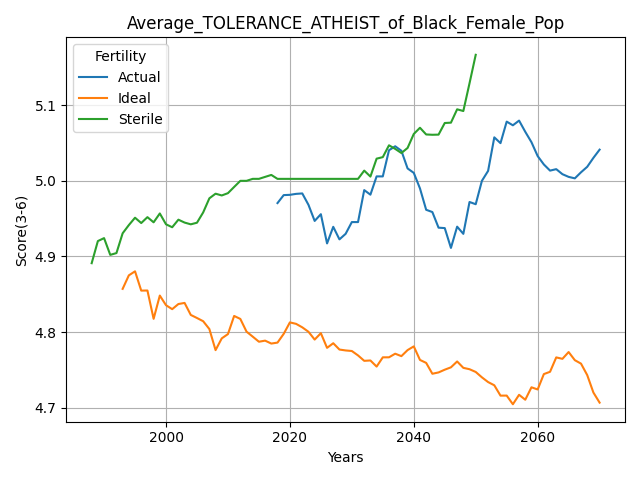 Average_TOLERANCE_ATHEIST_of_Black_Female_Pop
Fertility
Actual
Ideal
Sterile
Score(3-6)
5.1
5.0
4.9
4.8
4.7
2000
2020
2040
2060
Years